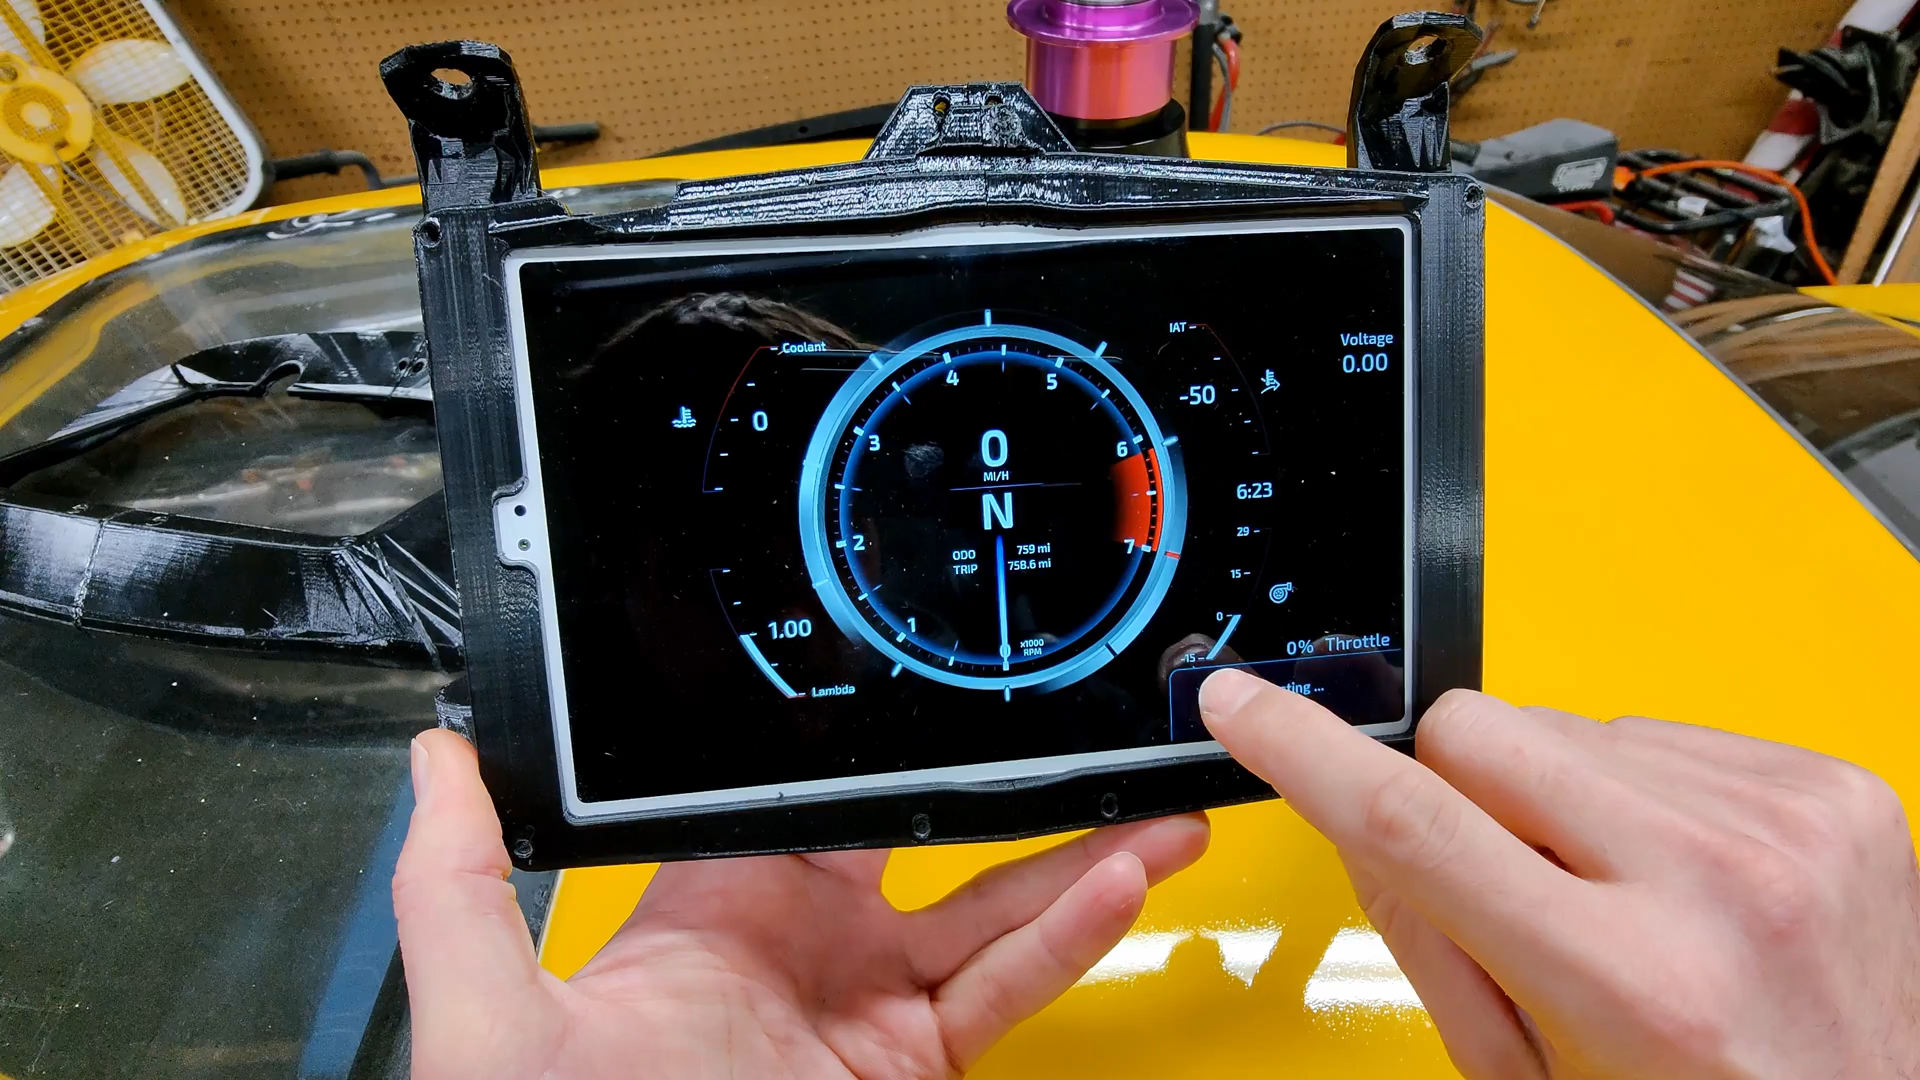 Coolant
0
1.00
Lambda
4
5
3
6
2
7
1
0
MI/H
N
ODO 759 mi
TRIP 758.6 mi
x1000
RPM
0
IAT
-50
Voltage
0.00
6:23
29
15
0
-15
0% Throttle